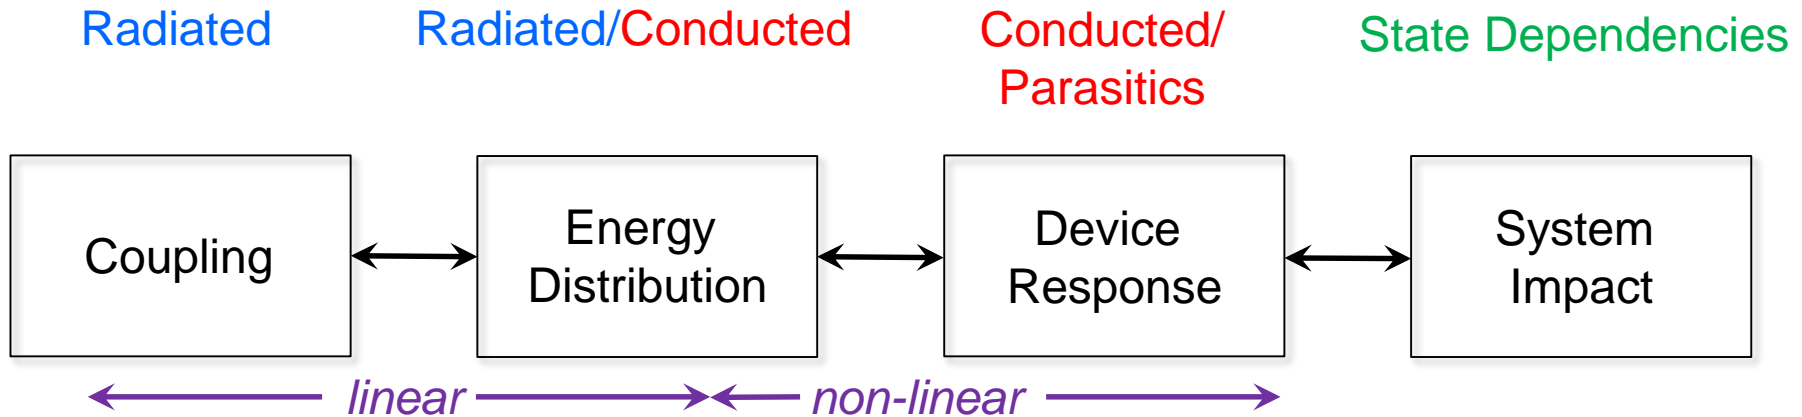 Radiated
Radiated/Conducted
Conducted/
Parasitics
State Dependencies
Coupling
Energy
Distribution
Device
Response
System
Impact
linear
non-linear